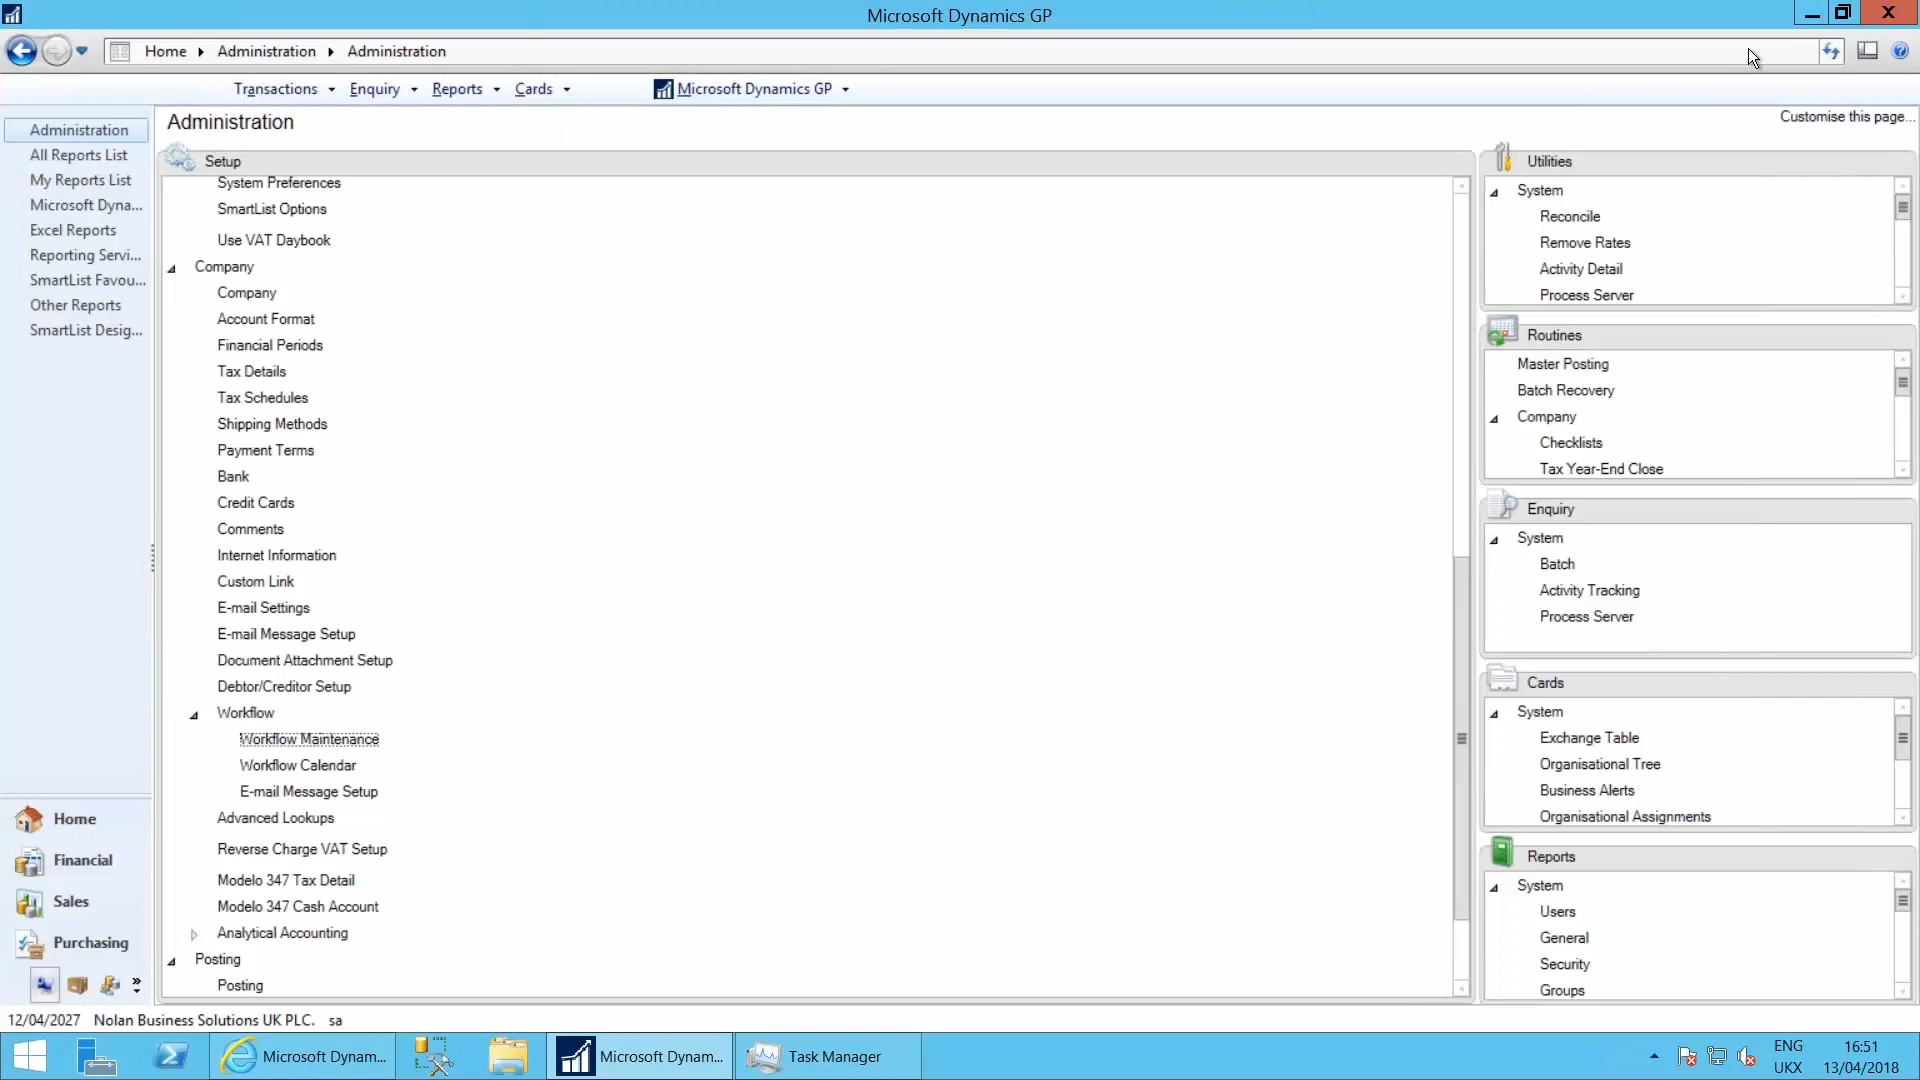 Microsoft Dynamics GP
Home Administration Administration
Transactions Enquiry Reports Cards Microsoft Dynamics GP
Customise this page...
Administration
All Reports List
My Reports List
Microsoft Dyna...
Excel Reports
Reporting Servi...
SmartList Favou...
Other Reports
SmartList Desig...
Home
Financial
Sales
Purchasing
»
Administration
Setup
System Preferences
SmartList Options
Use VAT Daybook
Company
Company
Account Format
Financial Periods
Tax Details
Tax Schedules
Shipping Methods
Payment Terms
Bank
Credit Cards
Comments
Internet Information
Custom Link
E-mail Settings
E-mail Message Setup
Document Attachment Setup
Debtor/Creditor Setup
Workflow
Workflow Maintenance
Workflow Calendar
E-mail Message Setup
Advanced Lookups
Reverse Charge VAT Setup
Modelo 347 Tax Detail
Modelo 347 Cash Account
Analytical Accounting
Posting
Posting
Utilities
System
Reconcile
Remove Rates
Activity Detail
Process Server
Routines
Master Posting
Batch Recovery
Company
Checklists
Tax Year-End Close
Enquiry
System
Batch
Activity Tracking
Process Server
Cards
System
Exchange Table
Organisational Tree
Business Alerts
Organisational Assignments
Reports
System
Users
General
Security
Groups
12/04/2027 Nolan Business Solutions UK PLC. sa
Microsoft Dynam... Microsoft Dynam... Task Manager
ENG 16:51
UKX 13/04/2018